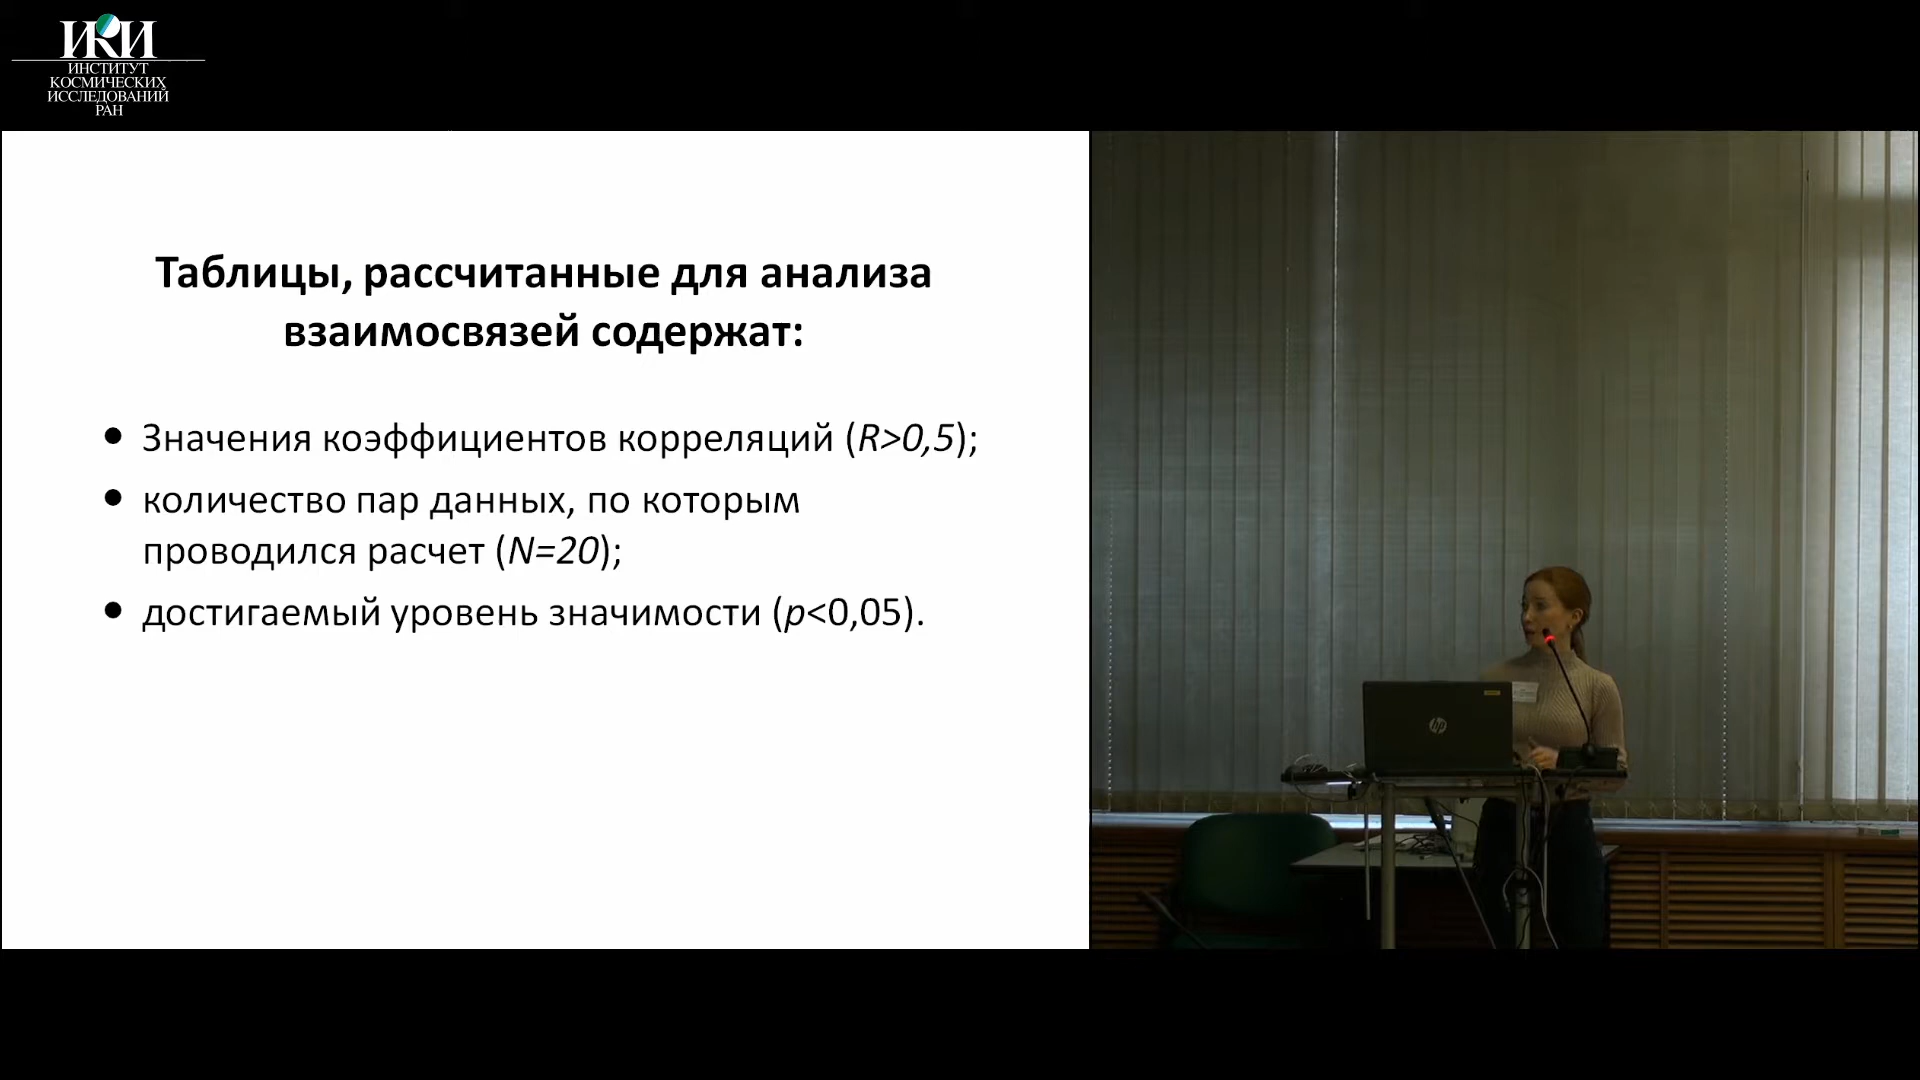 ИКИ
ИНСТИТУТ
КОСМИЧЕСКИХ
ИССЛЕДОВАНИЙ
РАН
Таблицы, рассчитанные для анализа
взаимосвязей содержат:
• Значения коэффициентов корреляций (R>0,5);
• количество пар данных, по которым
проводился расчет (N=20);
• достигаемый уровень значимости (p<0,05).
hp